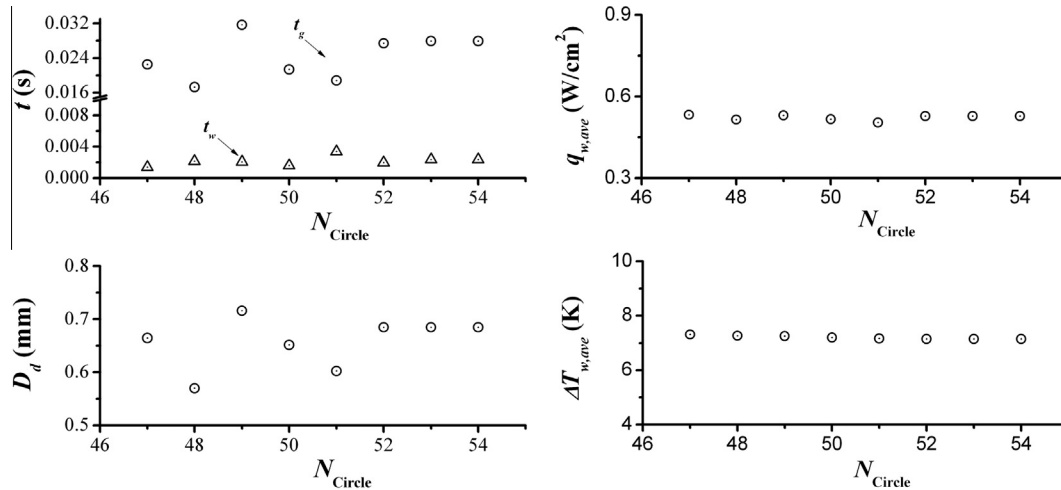 0.032
0.024
0.016
0.008
0.004
0.000
t (s)
t_g
t_w
46 48 50 52 54
N_Circle
0.9
0.6
0.3
q_{w,ave} (W/cm²)
46 48 50 52 54
N_Circle
0.8
0.7
0.6
0.5
D_d (mm)
46 48 50 52 54
N_Circle
10
8
6
4
ΔT_{w,ave} (K)
46 48 50 52 54
N_Circle